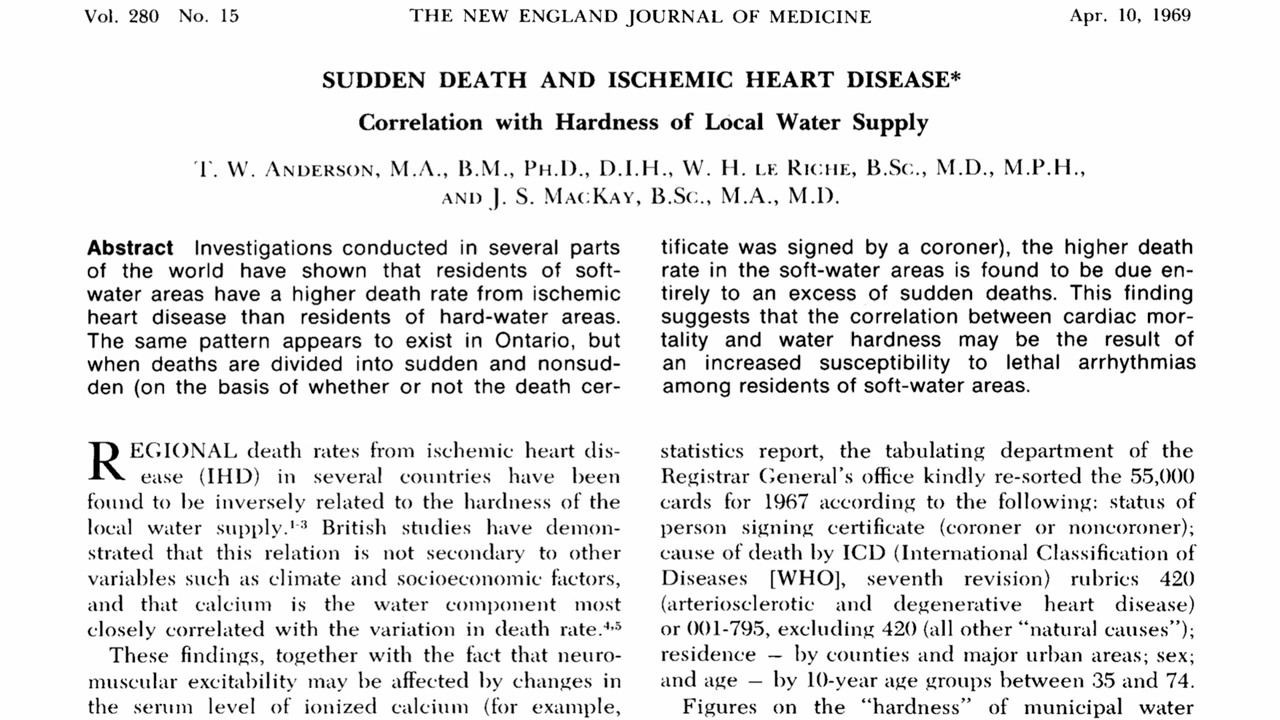 Vol. 280 No. 15 THE NEW ENGLAND JOURNAL OF MEDICINE Apr. 10, 1969
SUDDEN DEATH AND ISCHEMIC HEART DISEASE*
Correlation with Hardness of Local Water Supply
T. W. Anderson, M.A., B.M., Ph.D., D.I.H., W. H. le Riche, B.Sc., M.D., M.P.H.,
and J. S. MacKay, B.Sc., M.A., M.D.
Abstract Investigations conducted in several parts
of the world have shown that residents of soft-
water areas have a higher death rate from ischemic
heart disease than residents of hard-water areas.
The same pattern appears to exist in Ontario, but
when deaths are divided into sudden and nonsud-
den (on the basis of whether or not the death cer-
tificate was signed by a coroner), the higher death
rate in the soft-water areas is found to be due en-
tirely to an excess of sudden deaths. This finding
suggests that the correlation between cardiac mor-
tality and water hardness may be the result of
an increased susceptibility to lethal arrhythmias
among residents of soft-water areas.
REGIONAL death rates from ischemic heart dis-
ease (IHD) in several countries have been
found to be inversely related to the hardness of the
local water supply.1-3 British studies have demon-
strated that this relation is not secondary to other
variables such as climate and socioeconomic factors,
and that calcium is the water component most
closely correlated with the variation in death rate.4,5
These findings, together with the fact that neuro-
muscular excitability may be affected by changes in
the serum level of ionized calcium (for example,
statistics report, the tabulating department of the
Registrar General's office kindly re-sorted the 55,000
cards for 1967 according to the following: status of
person signing certificate (coroner or noncoroner);
cause of death by ICD (International Classification of
Diseases [WHO], seventh revision) rubrics 420
(arteriosclerotic and degenerative heart disease)
or 001-795, excluding 420 (all other "natural causes");
residence — by counties and major urban areas; sex;
and age — by 10-year age groups between 35 and 74.
Figures on the "hardness" of municipal water